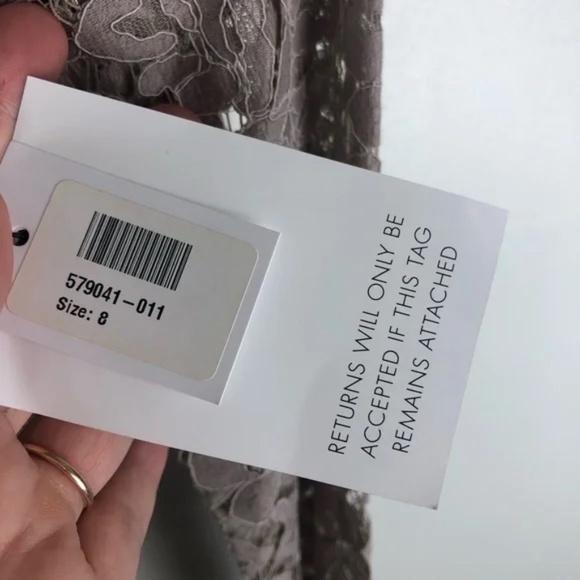 579041-011
Size: 8
RETURNS WILL ONLY BE
ACCEPTED IF THIS TAG
REMAINS ATTACHED